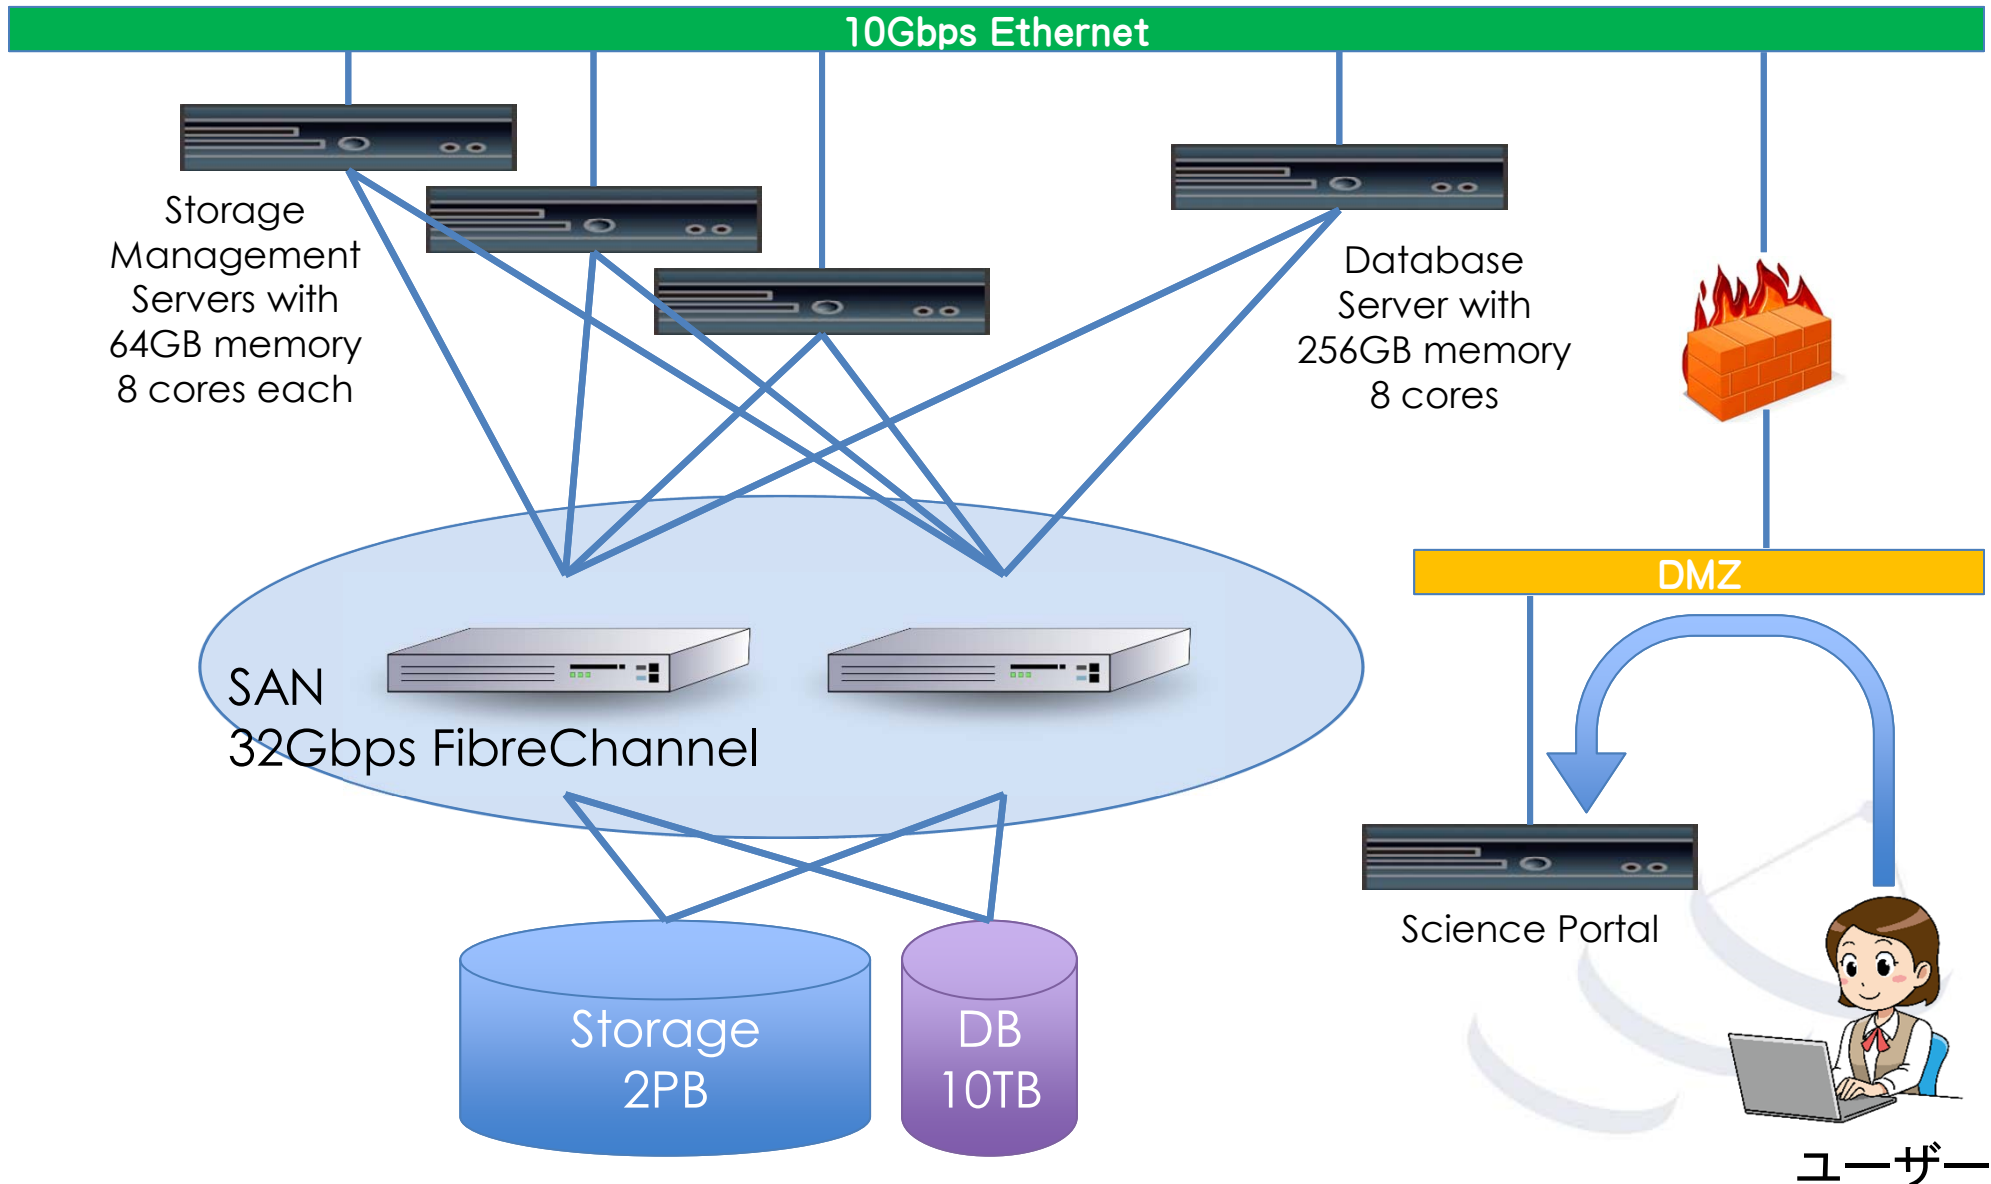 10Gbps Ethernet
Storage
Management
Servers with
64GB memory
8 cores each
Database
Server with
256GB memory
8 cores
DMZ
SAN
32Gbps FibreChannel
Science Portal
Storage
2PB
DB
10TB
ユーザー